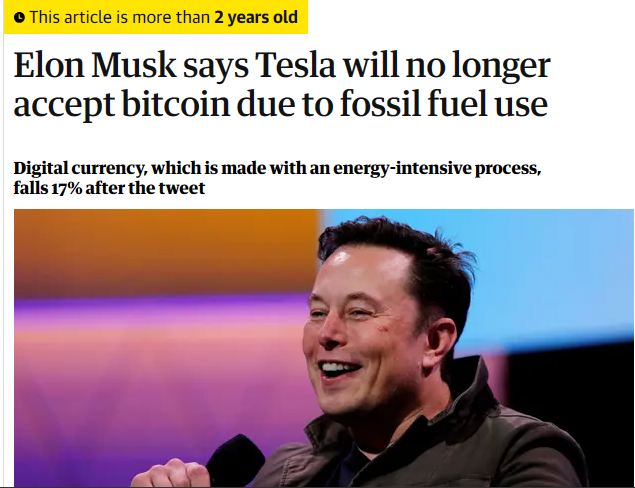 This article is more than 2 years old
Elon Musk says Tesla will no longer
accept bitcoin due to fossil fuel use
Digital currency, which is made with an energy-intensive process,
falls 17% after the tweet